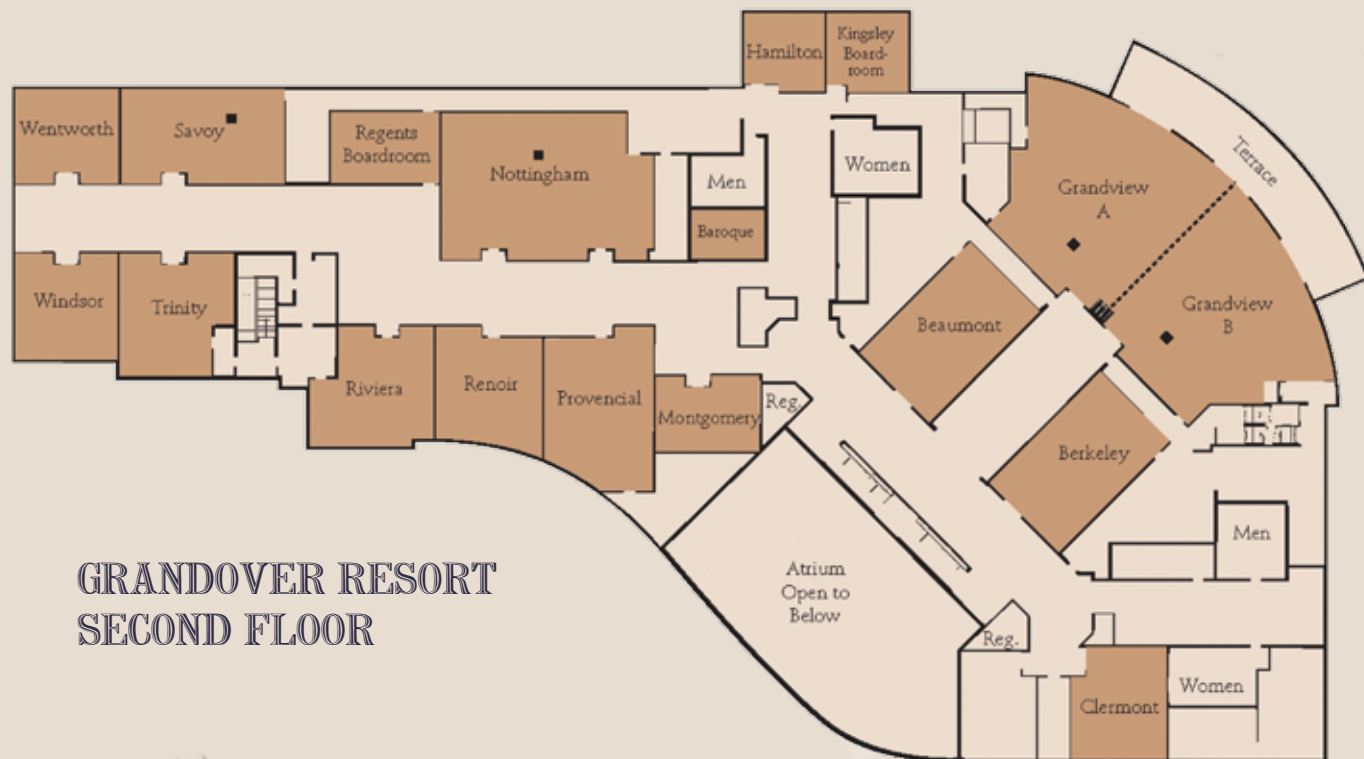 Hamilton
Kingsley
Board-
room
Wentworth
Savoy
Regents
Boardroom
Nottingham
Men
Women
Baroque
Grandview
A
Terrace
Windsor
Trinity
Grandview
B
Beaumont
Riviera
Renoir
Provencial
Montgomery
Reg.
Berkeley
Men
Atrium
Open to
Below
GRANDOVER RESORT
SECOND FLOOR
Reg.
Women
Clermont